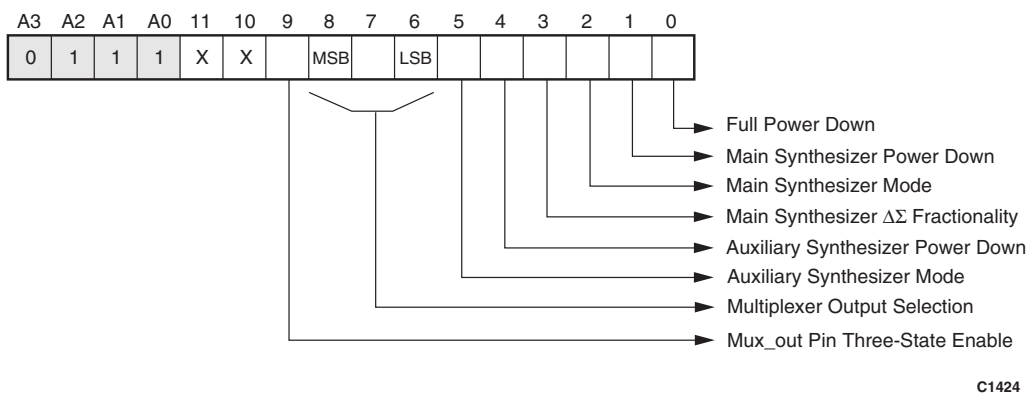 A3 A2 A1 A0 11 10 9 8 7 6 5 4 3 2 1 0
0 1 1 1 X X MSB LSB
Full Power Down
Main Synthesizer Power Down
Main Synthesizer Mode
Main Synthesizer ΔΣ Fractionality
Auxiliary Synthesizer Power Down
Auxiliary Synthesizer Mode
Multiplexer Output Selection
Mux_out Pin Three-State Enable
C1424